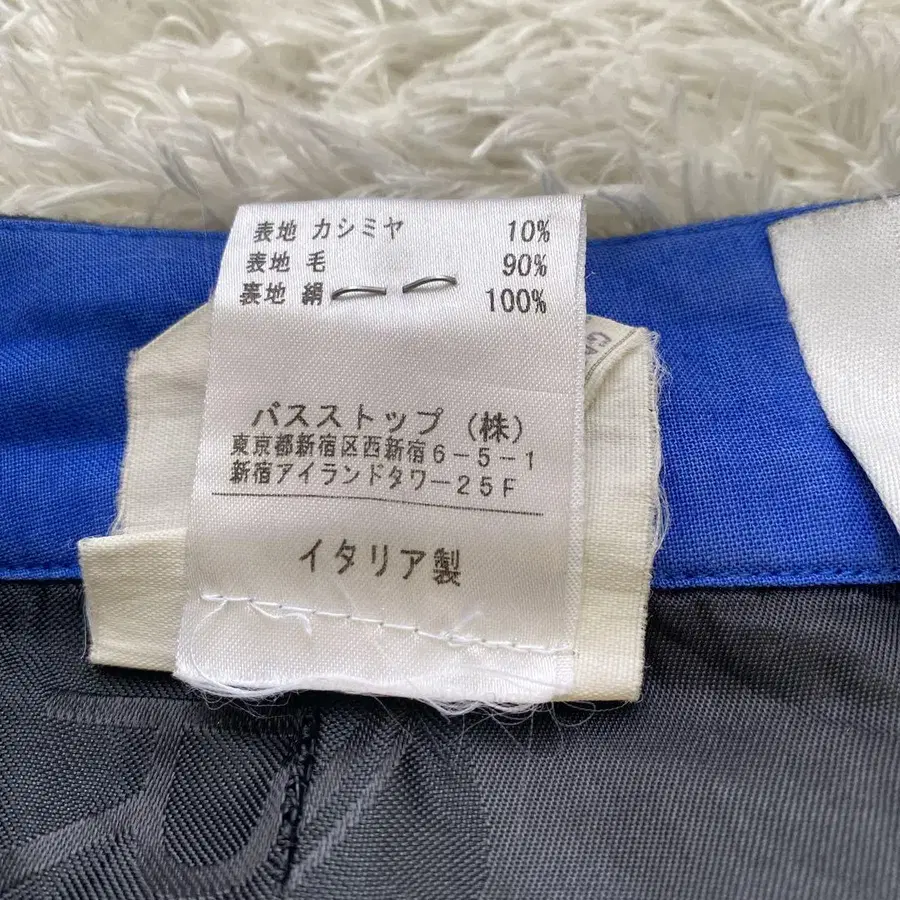 表地 カシミヤ 10%
表地 毛 90%
裏地 絹 100%
バスストップ (株)
東京都新宿区西新宿6-5-1
新宿アイランドタワー25F
イタリア製